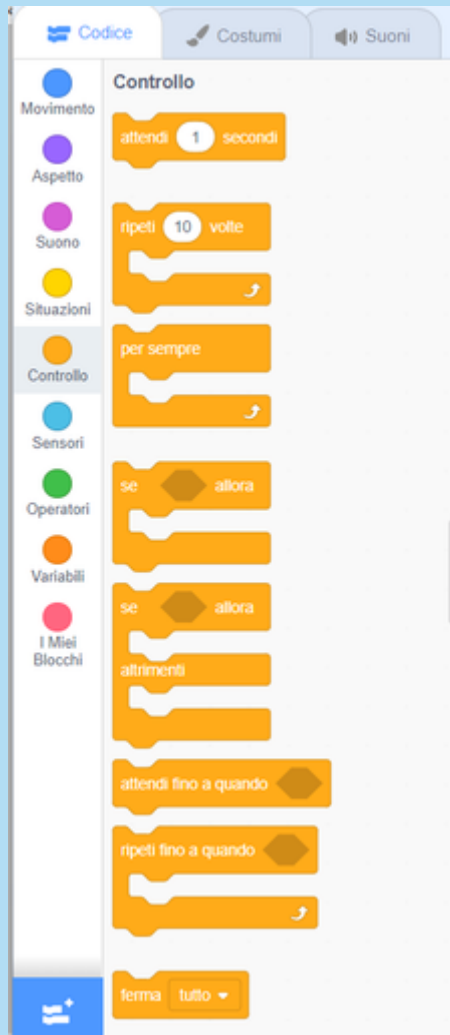 Codice Costumi Suoni
Movimento
Aspetto
Suono
Situazioni
Controllo
Sensori
Operatori
Variabili
I Miei
Blocchi
Controllo
attendi 1 secondi
ripeti 10 volte
per sempre
se allora
se allora
altrimenti
attendi fino a quando
ripeti fino a quando
ferma tutto